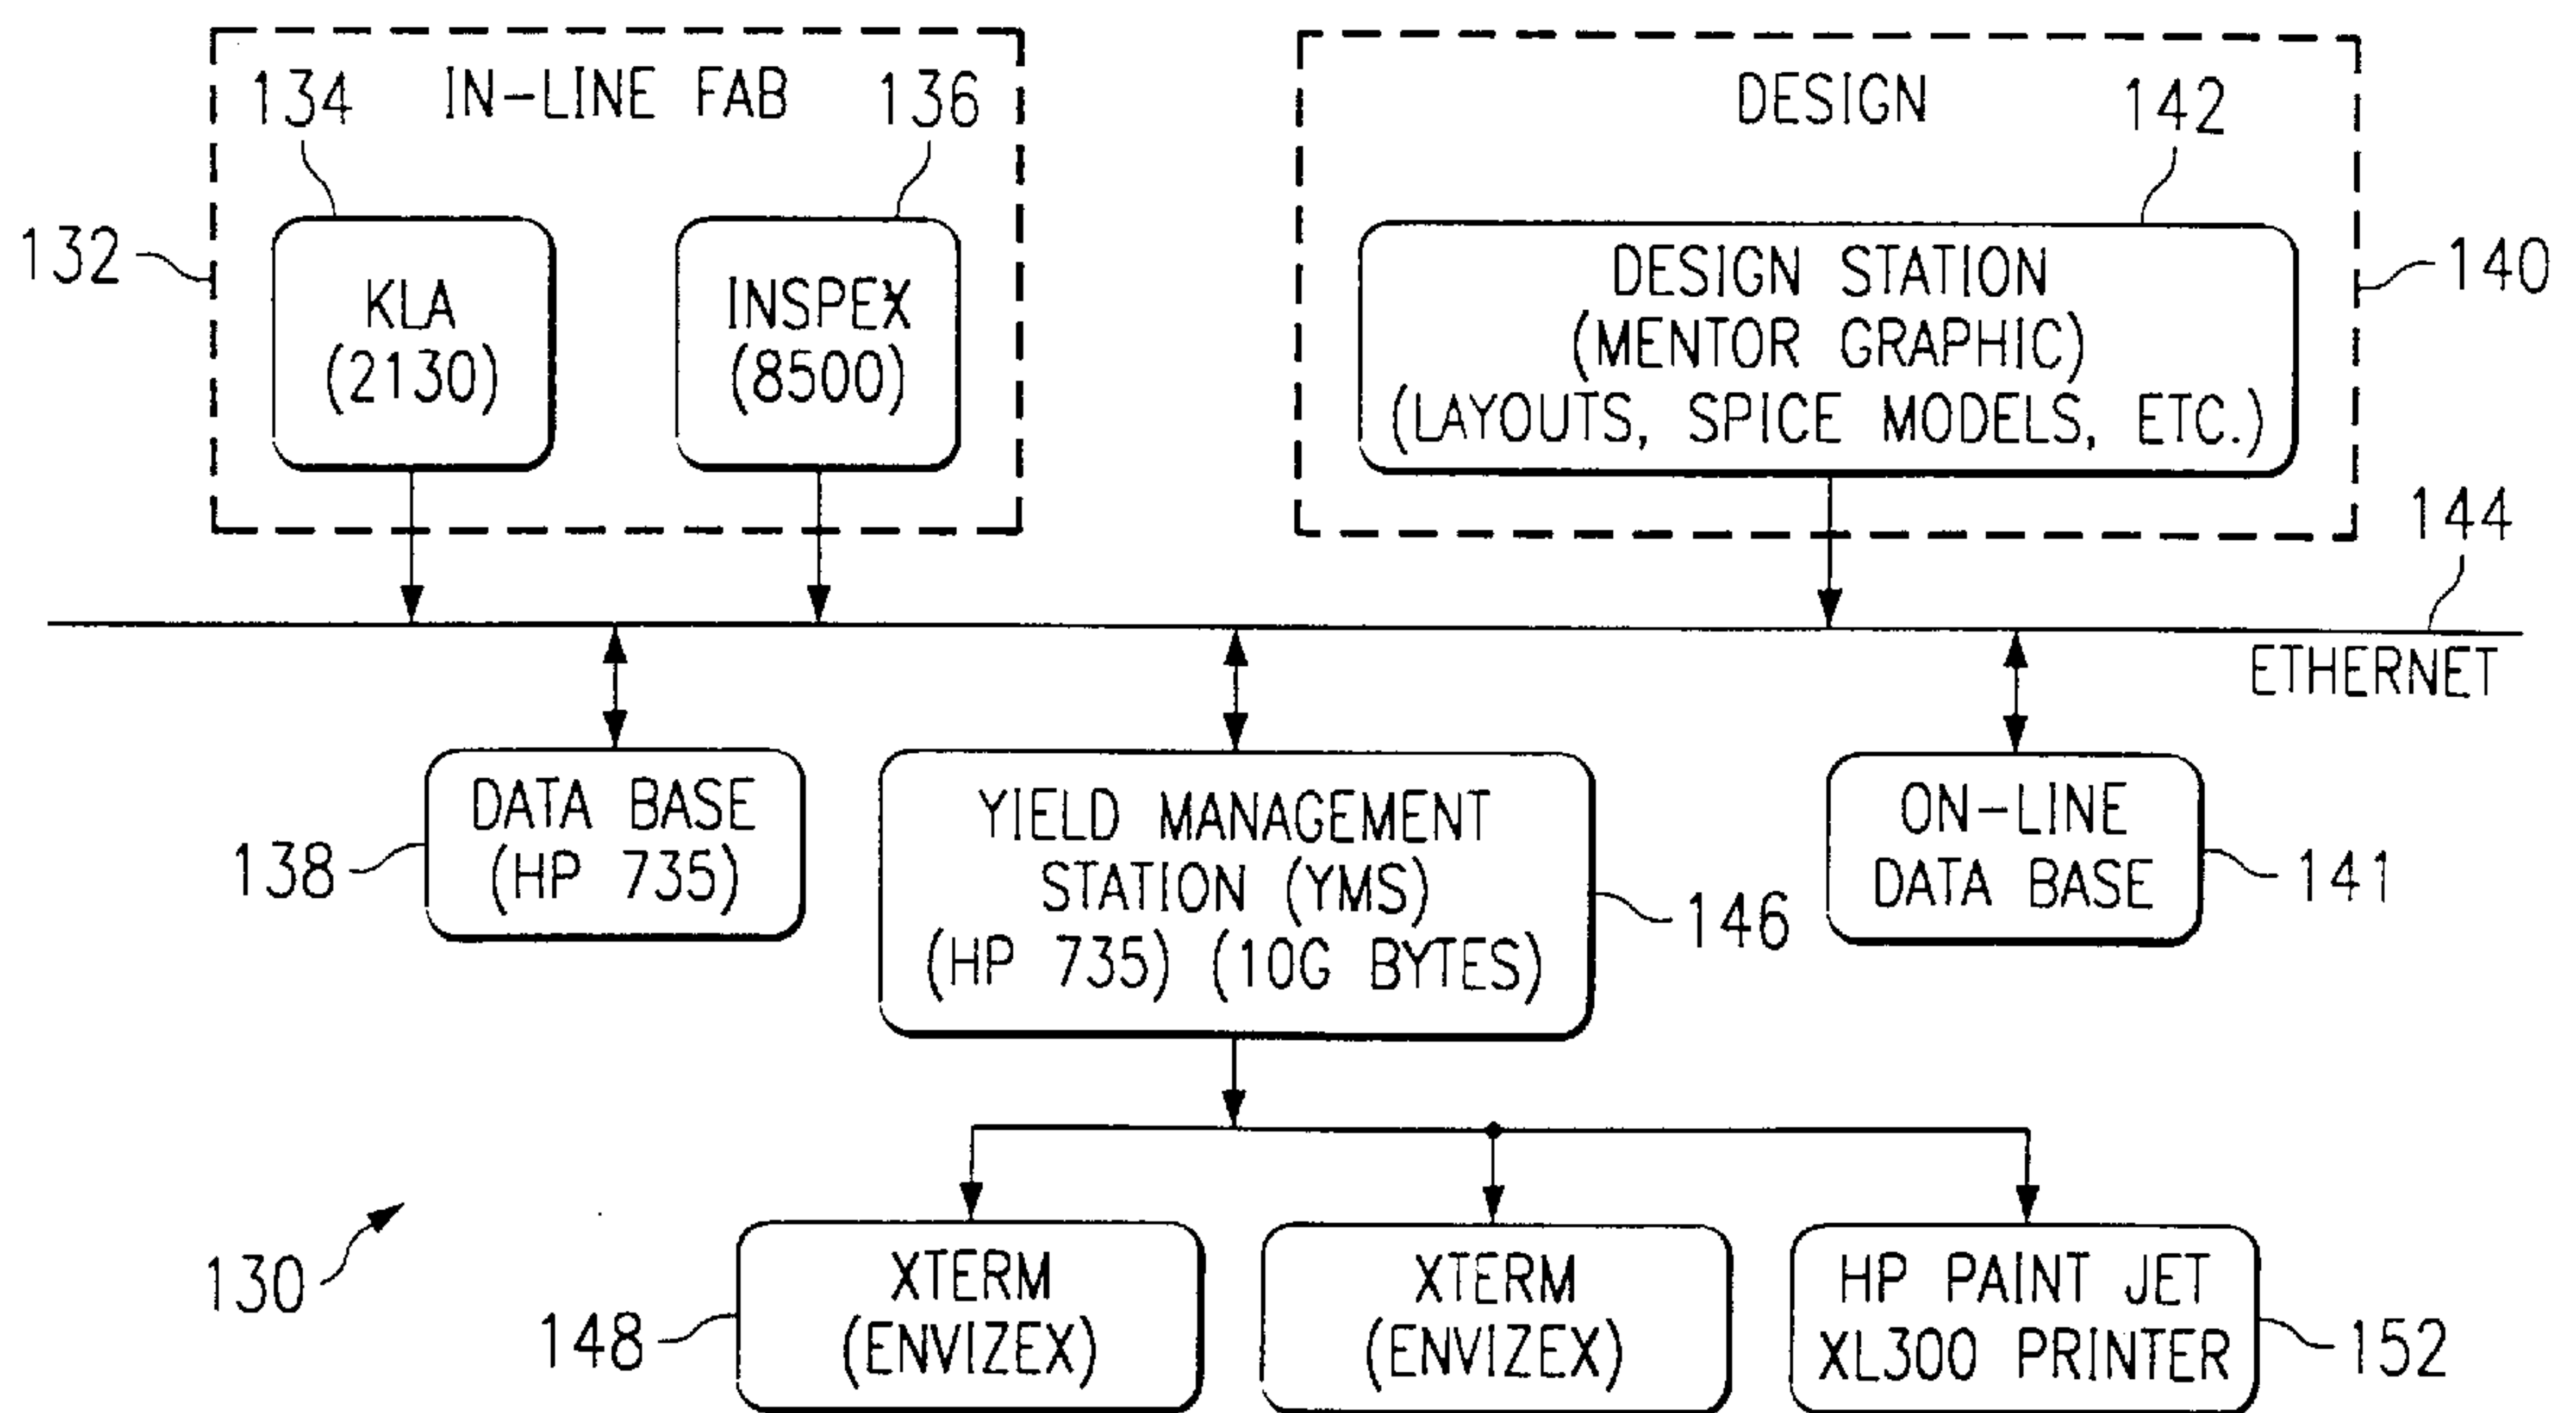 134 IN-LINE FAB 136
DESIGN
142
132
KLA
(2130)
INSPEX
(8500)
DESIGN STATION
(MENTOR GRAPHIC)
(LAYOUTS, SPICE MODELS, ETC.)
140
144
ETHERNET
DATA BASE
(HP 735)
138
YIELD MANAGEMENT
STATION (YMS)
(HP 735) (10G BYTES)
146
ON-LINE
DATA BASE
141
130
XTERM
(ENVIZEX)
148
XTERM
(ENVIZEX)
HP PAINT JET
XL300 PRINTER
152